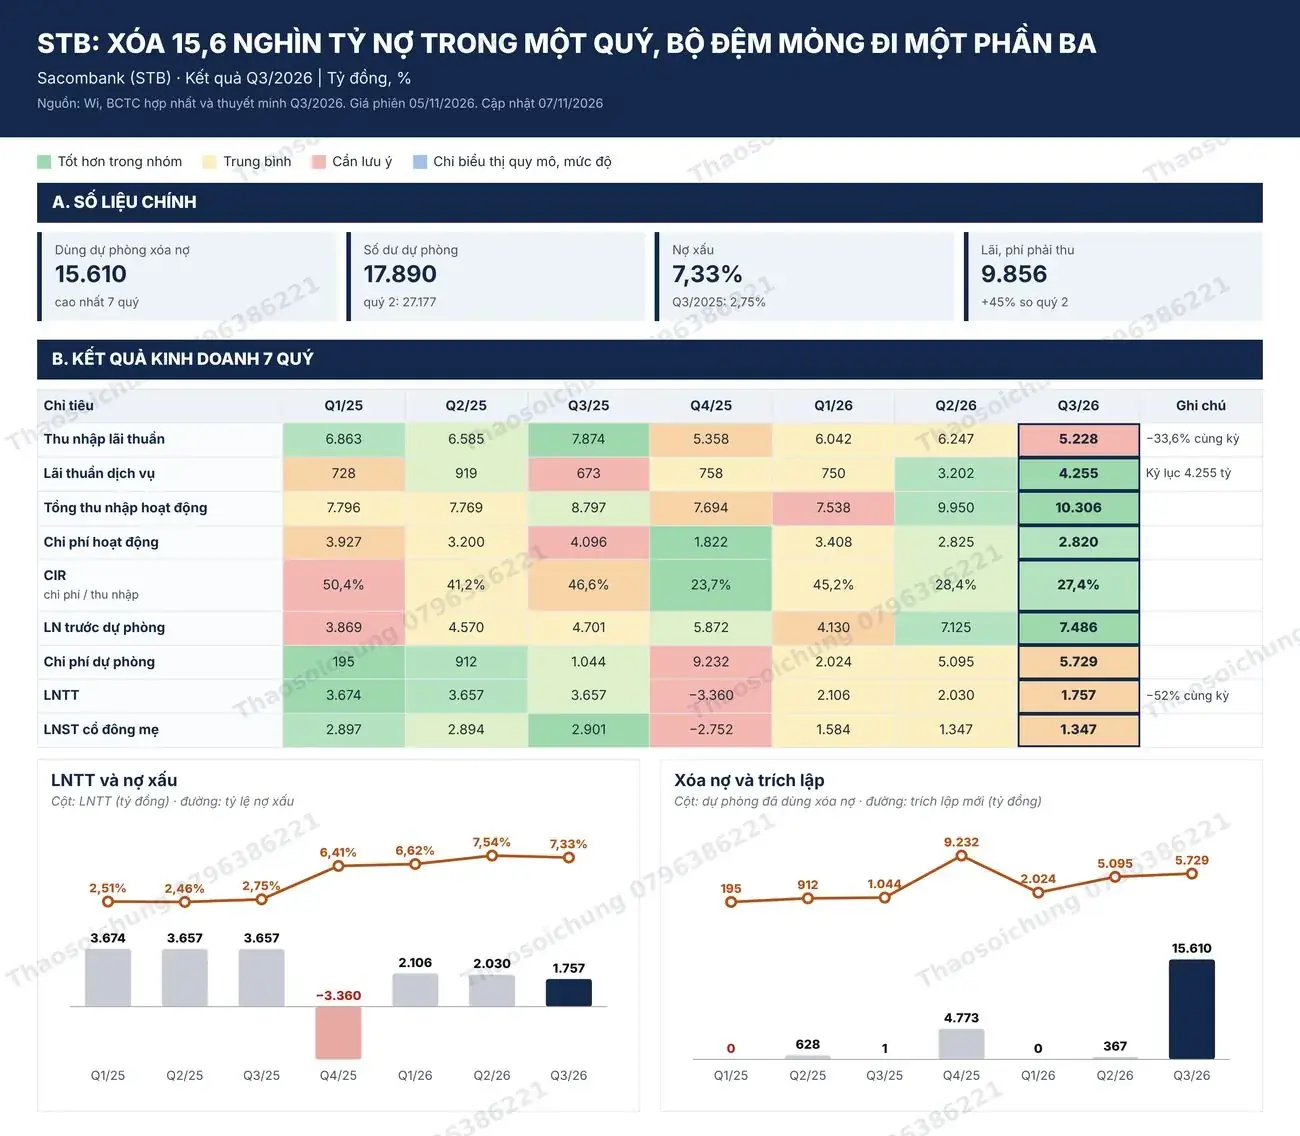 STB: XÓA 15,6 NGHÌN TỶ NỢ TRONG MỘT QUÝ, BỘ ĐỆM MỎNG ĐI MỘT PHẦN BA
Sacombank (STB) · Kết quả Q3/2026 | Tỷ đồng, %
Nguồn: Wi, BCTC hợp nhất và thuyết minh Q3/2026. Giá phiên 05/11/2026. Cập nhật 07/11/2026
Tốt hơn trong nhóm Trung bình Cần lưu ý Chỉ biểu thị quy mô, mức độ
A. SỐ LIỆU CHÍNH
Dùng dự phòng xóa nợ Số dư dự phòng Nợ xấu Lãi, phí phải thu
15.610 17.890 7,33% 9.856
cao nhất 7 quý quý 2: 27.177 Q3/2025: 2,75% +45% so quý 2
B. KẾT QUẢ KINH DOANH 7 QUÝ
Chỉ tiêu Q1/25 Q2/25 Q3/25 Q4/25 Q1/26 Q2/26 Q3/26 Ghi chú
Thu nhập lãi thuần 6.863 6.585 7.874 5.358 6.042 6.247 5.228 −33,6% cùng kỳ
Lãi thuần dịch vụ 728 919 673 758 750 3.202 4.255 Kỷ lục 4.255 tỷ
Tổng thu nhập hoạt động 7.796 7.769 8.797 7.694 7.538 9.950 10.306
Chi phí hoạt động 3.927 3.200 4.096 1.822 3.408 2.825 2.820
CIR 50,4% 41,2% 46,6% 23,7% 45,2% 28,4% 27,4%
chi phí / thu nhập
LN trước dự phòng 3.869 4.570 4.701 5.872 4.130 7.125 7.486
Chi phí dự phòng 195 912 1.044 9.232 2.024 5.095 5.729
LNTT 3.674 3.657 3.657 −3.360 2.106 2.030 1.757 −52% cùng kỳ
LNST cổ đông mẹ 2.897 2.894 2.901 −2.752 1.584 1.347 1.347
LNTT và nợ xấu
Cột: LNTT (tỷ đồng) · đường: tỷ lệ nợ xấu
2,51% 2,46% 2,75% 6,41% 6,62% 7,54% 7,33%
3.674 3.657 3.657 −3.360 2.106 2.030 1.757
Q1/25 Q2/25 Q3/25 Q4/25 Q1/26 Q2/26 Q3/26
Xóa nợ và trích lập
Cột: dự phòng đã dùng xóa nợ · đường: trích lập mới (tỷ đồng)
195 912 1.044 9.232 2.024 5.095 5.729
0 628 1 4.773 0 367 15.610
Q1/25 Q2/25 Q3/25 Q4/25 Q1/26 Q2/26 Q3/26
Thaosoichung 0796386221